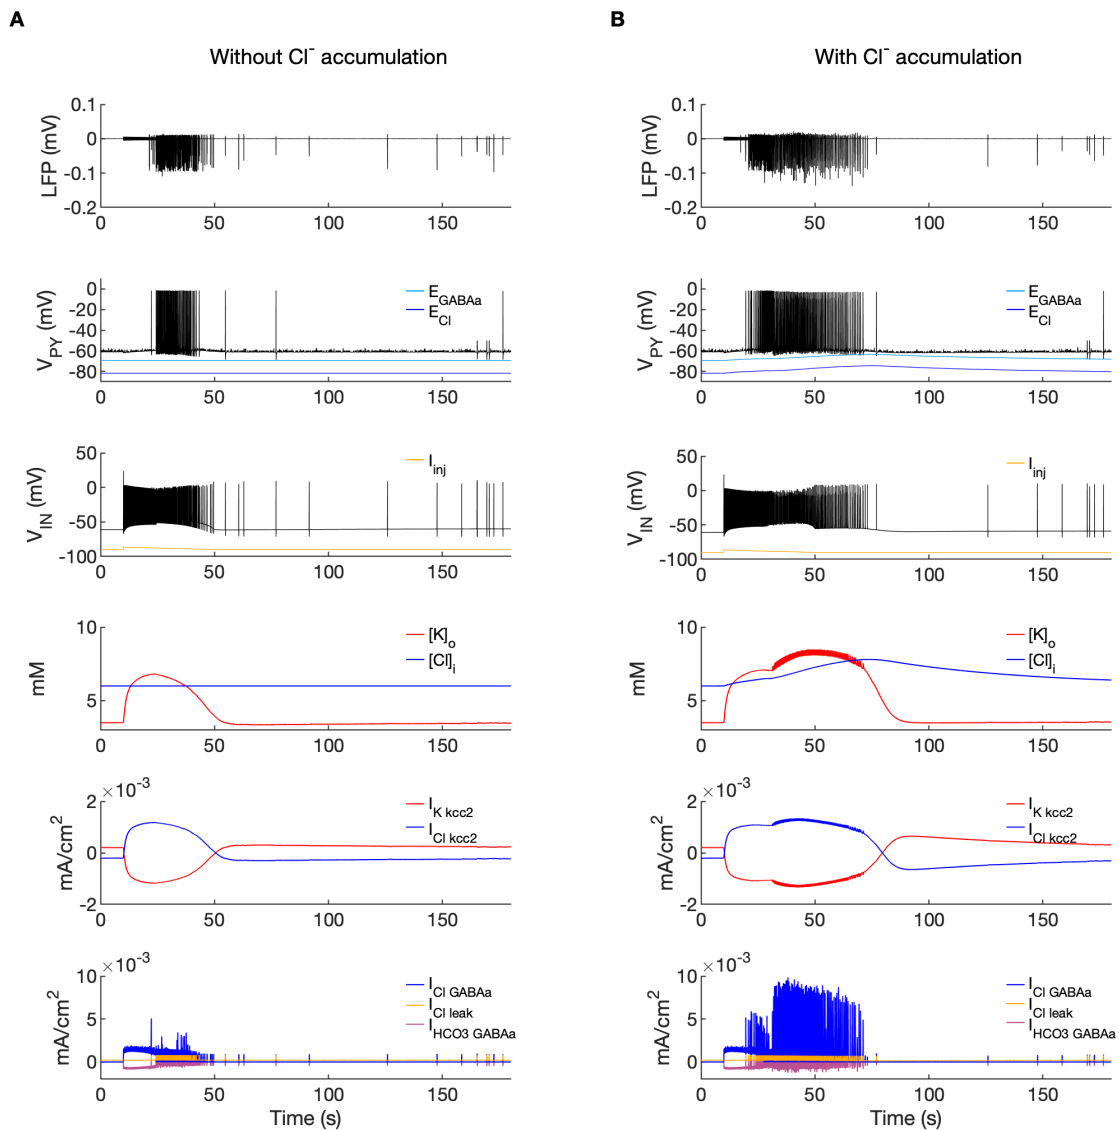 A
Without Cl⁻ accumulation
LFP (mV)
0.1
0
-0.1
-0.2
0 50 100 150
V_PY (mV)
0
-20
-40
-60
-80
E_GABAa
E_Cl
0 50 100 150
V_IN (mV)
50
0
-50
-100
I_inj
0 50 100 150
mM
10
5
[K]_o
[Cl]_i
0 50 100 150
mA/cm²
×10⁻³
2
0
-2
I_K kcc2
I_Cl kcc2
0 50 100 150
mA/cm²
×10⁻³
10
5
0
I_Cl GABAa
I_Cl leak
I_HCO3 GABAa
0 50 100 150
Time (s)
B
With Cl⁻ accumulation
LFP (mV)
0.1
0
-0.1
-0.2
0 50 100 150
V_PY (mV)
0
-20
-40
-60
-80
E_GABAa
E_Cl
0 50 100 150
V_IN (mV)
50
0
-50
-100
I_inj
0 50 100 150
mM
10
5
[K]_o
[Cl]_i
0 50 100 150
mA/cm²
×10⁻³
2
0
-2
I_K kcc2
I_Cl kcc2
0 50 100 150
mA/cm²
×10⁻³
10
5
0
I_Cl GABAa
I_Cl leak
I_HCO3 GABAa
0 50 100 150
Time (s)